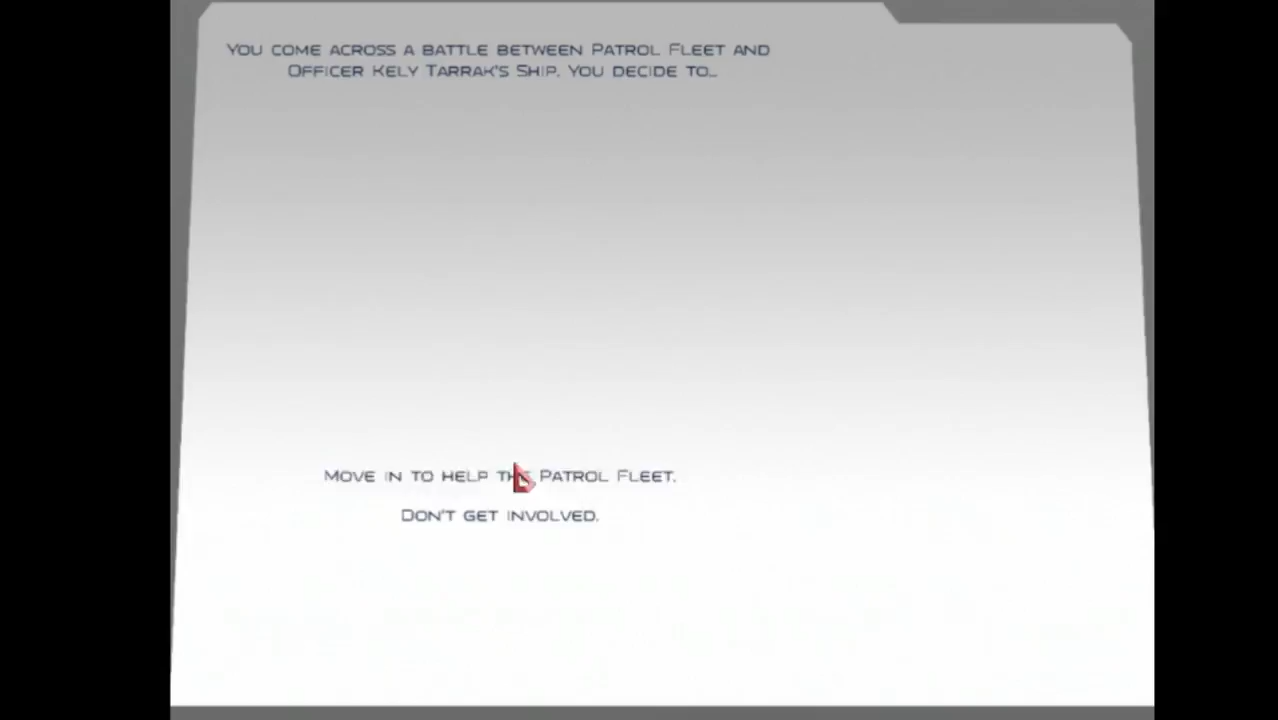 You come across a battle between Patrol Fleet and
Officer Kely Tarrak's Ship. You decide to...
Move in to help the Patrol Fleet.
Don't get involved.